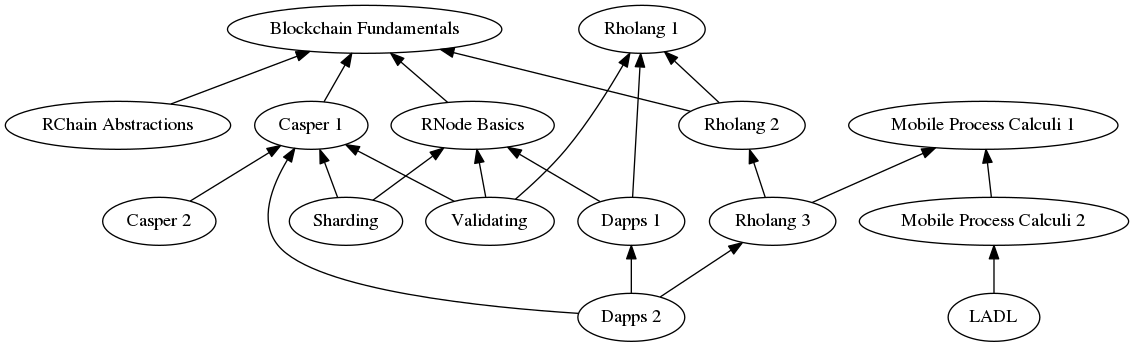 Blockchain Fundamentals
Rholang 1
RChain Abstractions
Casper 1
RNode Basics
Rholang 2
Mobile Process Calculi 1
Casper 2
Sharding
Validating
Dapps 1
Rholang 3
Mobile Process Calculi 2
Dapps 2
LADL